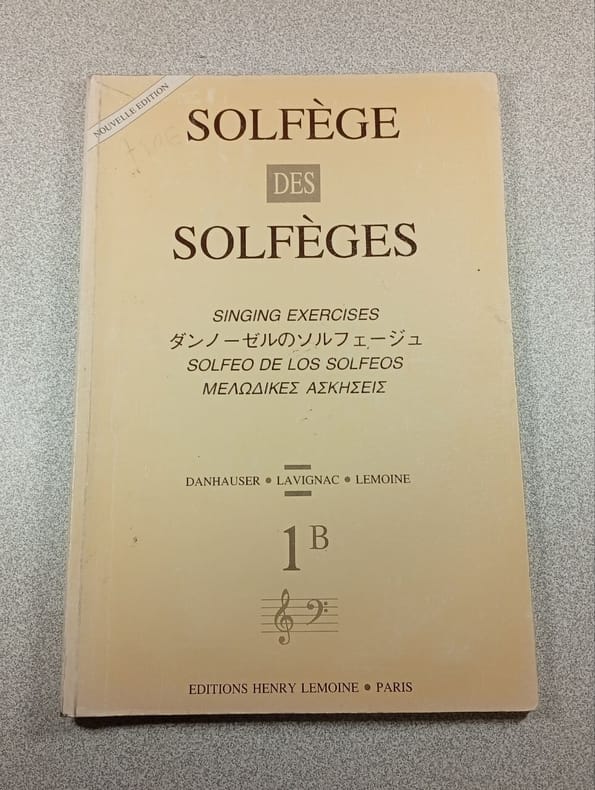 NOUVELLE EDITION
SOLFÈGE
DES
SOLFÈGES
SINGING EXERCISES
ダンノーゼルのソルフェージュ
SOLFEO DE LOS SOLFEOS
ΜΕΛΩΔΙΚΕΣ ΑΣΚΗΣΕΙΣ
DANHAUSER • LAVIGNAC • LEMOINE
1 B
EDITIONS HENRY LEMOINE • PARIS